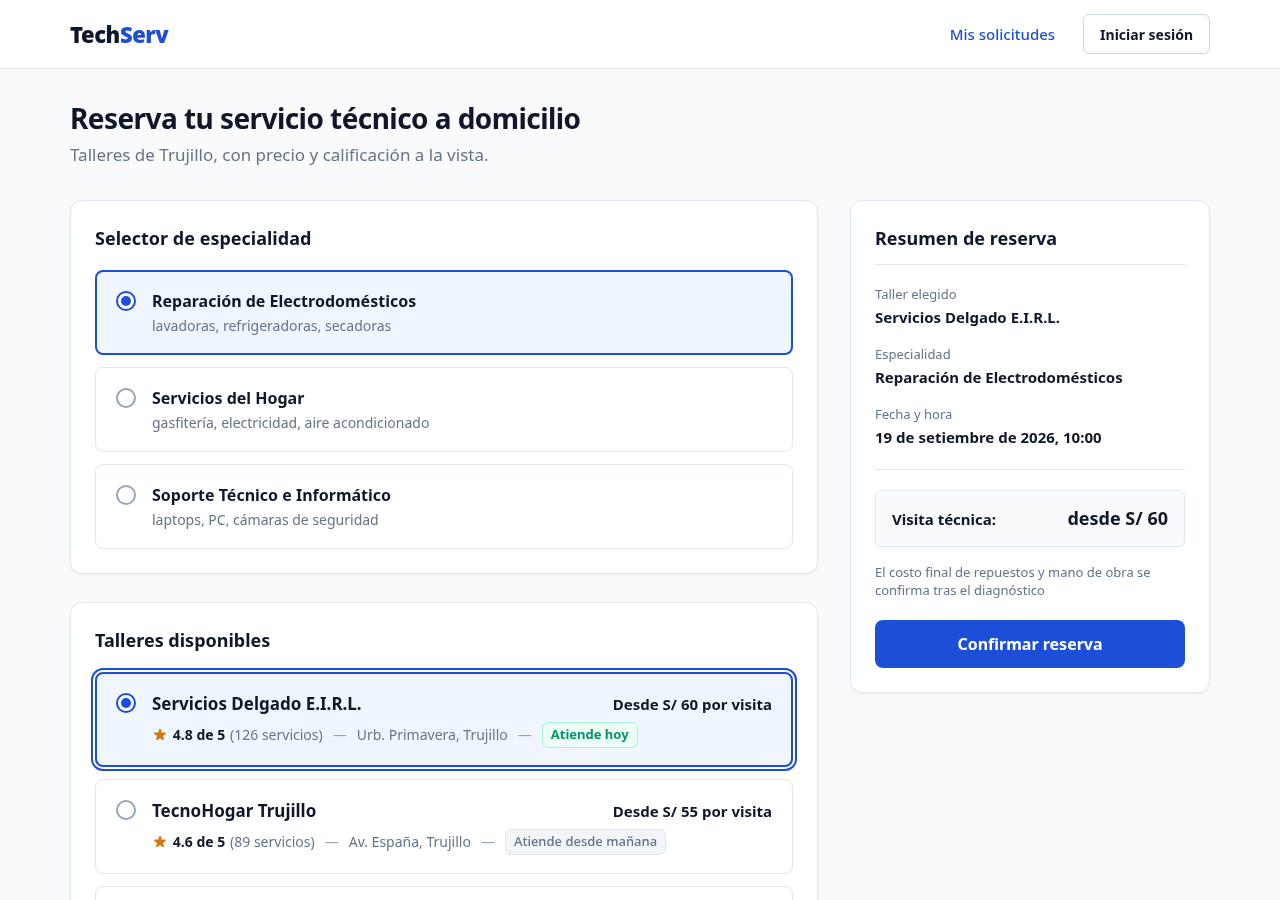 TechServ
Mis solicitudes
Iniciar sesión
Reserva tu servicio técnico a domicilio
Talleres de Trujillo, con precio y calificación a la vista.
Selector de especialidad
Reparación de Electrodomésticos
lavadoras, refrigeradoras, secadoras
Servicios del Hogar
gasfitería, electricidad, aire acondicionado
Soporte Técnico e Informático
laptops, PC, cámaras de seguridad
Talleres disponibles
Servicios Delgado E.I.R.L.
Desde S/ 60 por visita
4.8 de 5 (126 servicios) — Urb. Primavera, Trujillo — Atiende hoy
TecnoHogar Trujillo
Desde S/ 55 por visita
4.6 de 5 (89 servicios) — Av. España, Trujillo — Atiende desde mañana
Resumen de reserva
Taller elegido
Servicios Delgado E.I.R.L.
Especialidad
Reparación de Electrodomésticos
Fecha y hora
19 de setiembre de 2026, 10:00
Visita técnica: desde S/ 60
El costo final de repuestos y mano de obra se
confirma tras el diagnóstico
Confirmar reserva